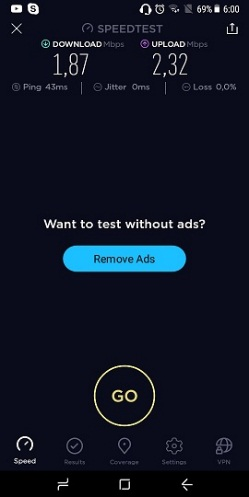 69% 6:00
SPEEDTEST
DOWNLOAD Mbps UPLOAD Mbps
1,87 2,32
Ping 43ms Jitter 0ms Loss 0,0%
Want to test without ads?
Remove Ads
GO
Speed Results Coverage Settings VPN